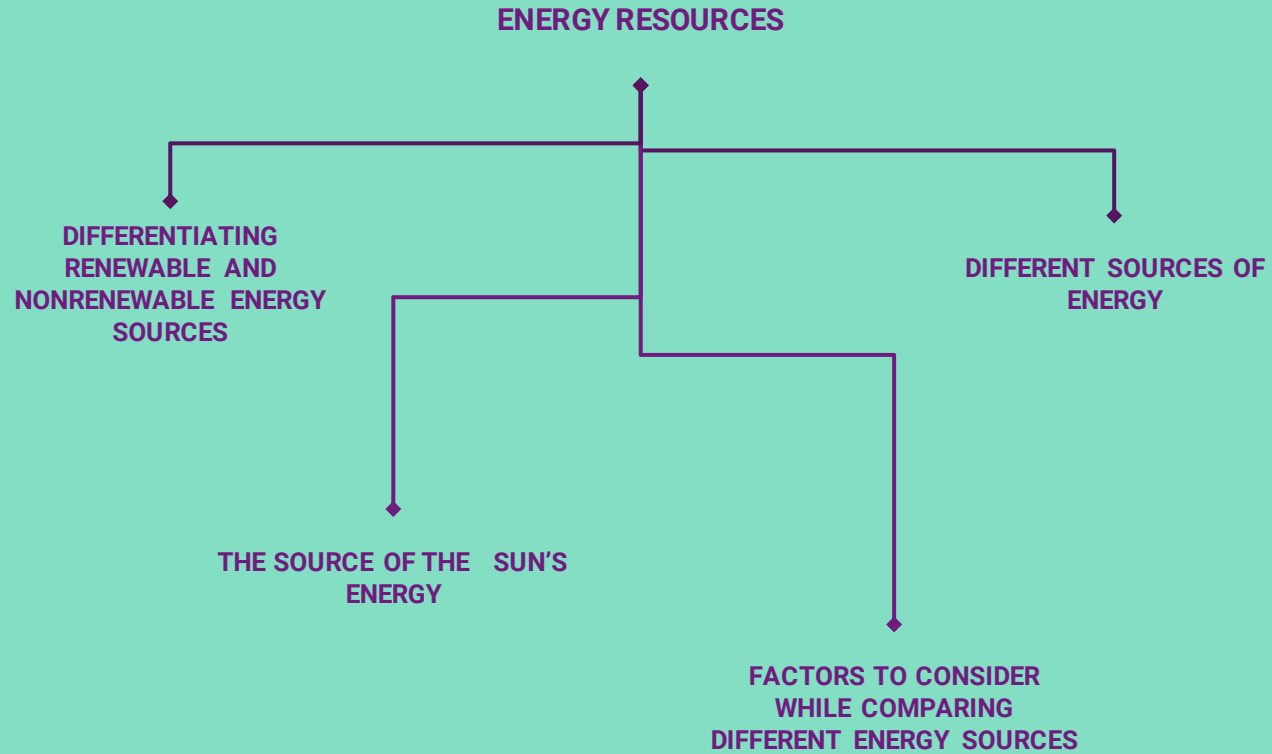 ENERGY RESOURCES
DIFFERENTIATING
RENEWABLE AND
NONRENEWABLE ENERGY
SOURCES
DIFFERENT SOURCES OF
ENERGY
THE SOURCE OF THE SUN’S
ENERGY
FACTORS TO CONSIDER
WHILE COMPARING
DIFFERENT ENERGY SOURCES